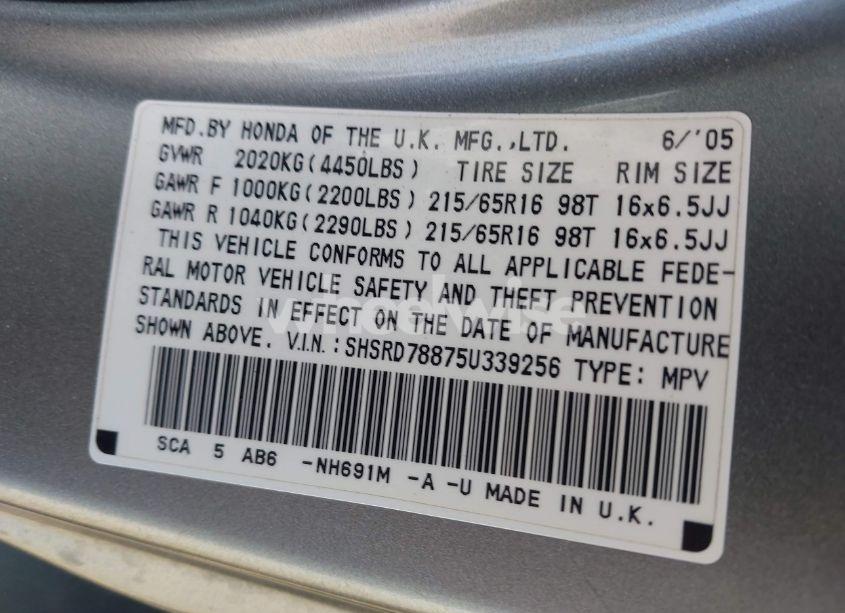 MFD.BY HONDA OF THE U.K. MFG.,LTD. 6/'05
GVWR 2020KG(4450LBS) TIRE SIZE RIM SIZE
GAWR F 1000KG(2200LBS) 215/65R16 98T 16x6.5JJ
GAWR R 1040KG(2290LBS) 215/65R16 98T 16x6.5JJ
THIS VEHICLE CONFORMS TO ALL APPLICABLE FEDE-
RAL MOTOR VEHICLE SAFETY AND THEFT PREVENTION
STANDARDS IN EFFECT ON THE DATE OF MANUFACTURE
SHOWN ABOVE. V.I.N.:SHSRD78875U339256 TYPE: MPV
SCA 5 AB6 -NH691M -A -U MADE IN U.K.
wheelwise